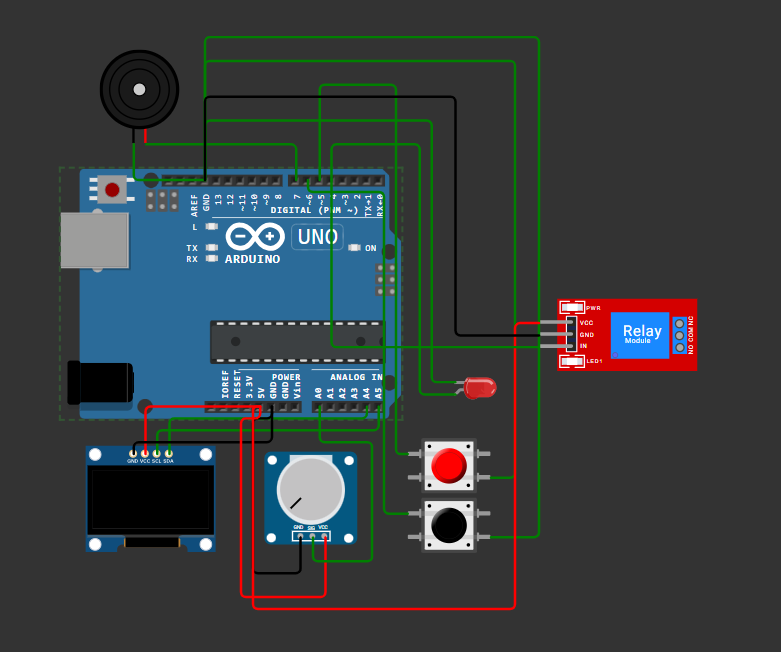 AREF
GND
13
12
~11
~10
~9
8
7
~6
~5
4
~3
2
TX→1
RX←0
DIGITAL (PWM ~)
L
TX
RX
UNO
ON
ARDUINO
PWR
VCC
GND
IN
LED1
Relay
Module
NO COM NC
POWER
ANALOG IN
IOREF
RESET
3.3V
5V
GND
GND
Vin
A0
A1
A2
A3
A4
A5
GND VCC SCL SDA
GND SIG VCC